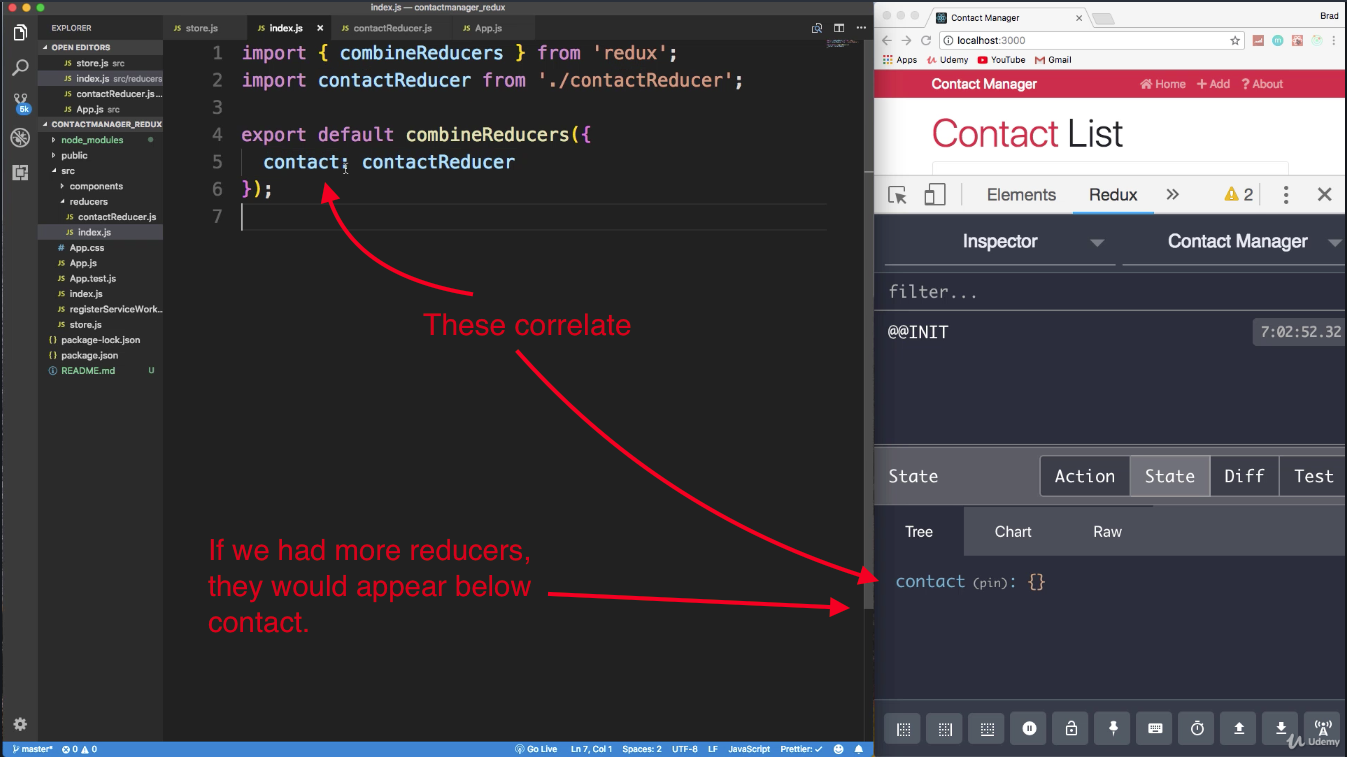 index.js — contactmanager_redux
EXPLORER
OPEN EDITORS
JS store.js src
JS index.js src/reducers
JS contactReducer.js...
JS App.js src
5k
CONTACTMANAGER_REDUX
node_modules
public
src
components
reducers
JS contactReducer.js
JS index.js
# App.css
JS App.js
JS App.test.js
JS index.js
JS registerServiceWork...
JS store.js
{} package-lock.json
{} package.json
README.md U
JS store.js JS index.js × JS contactReducer.js JS App.js
1 import { combineReducers } from 'redux';
2 import contactReducer from './contactReducer';
3
4 export default combineReducers({
5 contact: contactReducer
6 });
7
These correlate
If we had more reducers,
they would appear below
contact.
master* 0 0 Go Live Ln 7, Col 1 Spaces: 2 UTF-8 LF JavaScript Prettier: ✓
Contact Manager × Brad
localhost:3000
Apps Udemy YouTube Gmail
Contact Manager Home + Add ? About
Contact List
Elements Redux » 2
Inspector Contact Manager
filter...
@@INIT 7:02:52.32
State Action State Diff Test
Tree Chart Raw
contact (pin): {}
Udemy